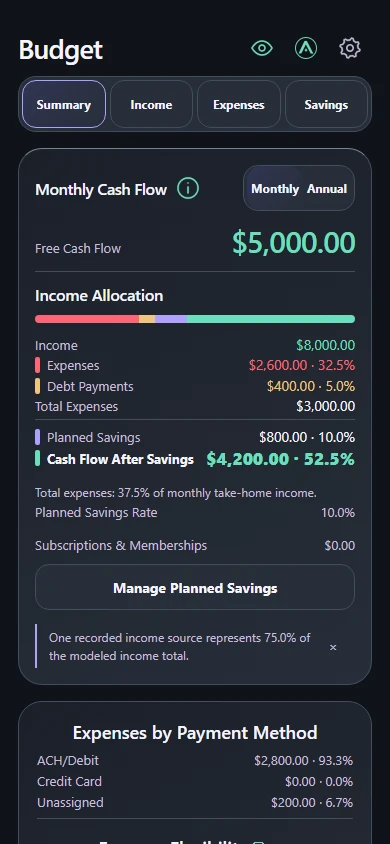 Budget
Summary
Income
Expenses
Savings
Monthly Cash Flow
Monthly Annual
Free Cash Flow $5,000.00
Income Allocation
Income $8,000.00
Expenses $2,600.00 · 32.5%
Debt Payments $400.00 · 5.0%
Total Expenses $3,000.00
Planned Savings $800.00 · 10.0%
Cash Flow After Savings $4,200.00 · 52.5%
Total expenses: 37.5% of monthly take-home income.
Planned Savings Rate 10.0%
Subscriptions & Memberships $0.00
Manage Planned Savings
One recorded income source represents 75.0% of
the modeled income total.
×
Expenses by Payment Method
ACH/Debit $2,800.00 · 93.3%
Credit Card $0.00 · 0.0%
Unassigned $200.00 · 6.7%